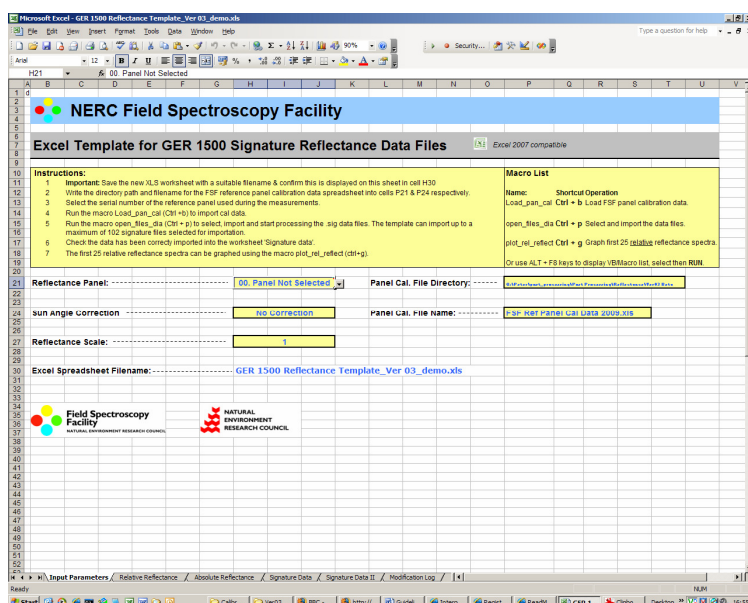 Microsoft Excel - GER 1500 Reflectance Template_Ver 03_demo.xls
File Edit View Insert Format Tools Data Window Help
Type a question for help
90%
Security...
Arial 12 B I U
H21 fx 00. Panel Not Selected
A B C D E F G H I J K L M N O P Q R S T U V
NERC Field Spectroscopy Facility
Excel Template for GER 1500 Signature Reflectance Data Files
Excel 2007 compatible
Instructions:
1 Important: Save the new XLS worksheet with a suitable filename & confirm this is displayed on this sheet in cell H30
2 Write the directory path and filename for the FSF reference panel calibration data spreadsheet into cells P21 & P24 respectively.
3 Select the serial number of the reference panel used during the measurements.
4 Run the macro Load_pan_cal (Ctrl +b) to import cal data.
5 Run the macro open_files_dia (Ctrl + p) to select, import and start processing the .sig data files. The template can import up to a
maximum of 102 signature files selected for importation.
6 Check the data has been correctly imported into the worksheet 'Signature data'.
7 The first 25 relative reflectance spectra can be graphed using the macro plot_rel_reflect (ctrl+g).
Macro List
Name: Shortcut Operation
Load_pan_cal Ctrl + b Load FSF panel calibration data.
open_files_dia Ctrl + p Select and import the data files.
plot_rel_reflect Ctrl + g Graph first 25 relative reflectance spectra.
Or use ALT + F8 keys to display VB/Macro list, select then RUN.
Reflectance Panel: 00. Panel Not Selected
Panel Cal. File Directory:
Sun Angle Correction No Correction
Panel Cal. File Name: FSF Ref Panel Cal Data 2009.xls
Reflectance Scale: 1
Excel Spreadsheet Filename: GER 1500 Reflectance Template_Ver 03_demo.xls
Field Spectroscopy
Facility
NATURAL ENVIRONMENT RESEARCH COUNCIL
NATURAL
ENVIRONMENT
RESEARCH COUNCIL
Input Parameters / Relative Reflectance / Absolute Reflectance / Signature Data / Signature Data II / Modification Log
Ready
NUM